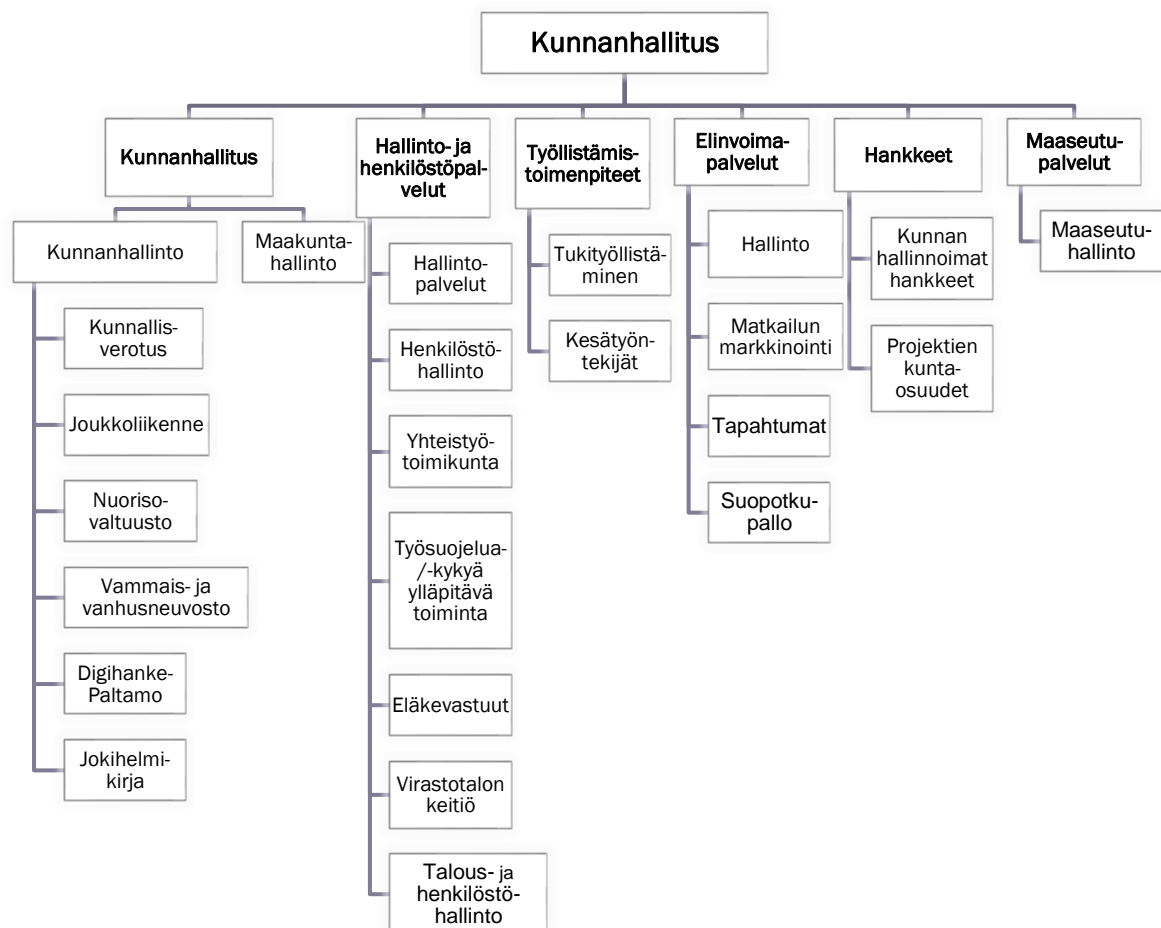 Kunnanhallitus
Kunnanhallitus
Hallinto- ja
henkilöstöpal-
velut
Työllistämis-
toimenpiteet
Elinvoima-
palvelut
Hankkeet
Maaseutu-
palvelut
Kunnanhallinto
Maakunta-
hallinto
Kunnallis-
verotus
Joukkoliikenne
Nuoriso-
valtuusto
Vammais- ja
vanhusneuvosto
Digihanke-
Paltamo
Jokihelmi-
kirja
Hallinto-
palvelut
Henkilöstö-
hallinto
Yhteistyö-
toimikunta
Työsuojelua-
/-kykyä
ylläpitävä
toiminta
Eläkevastuut
Virastotalon
keitiö
Talous- ja
henkilöstö-
hallinto
Tukityöllistä-
minen
Kesätyön-
tekijät
Hallinto
Matkailun
markkinointi
Tapahtumat
Suopotku-
pallo
Kunnan
hallinnoimat
hankkeet
Projektien
kunta-
osuudet
Maaseutu-
hallinto